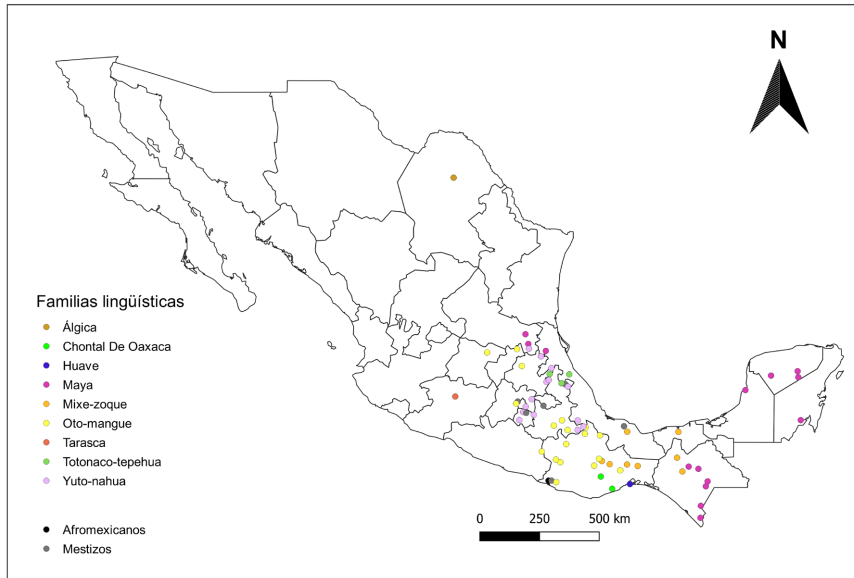 N
Familias lingüísticas
Álgica
Chontal De Oaxaca
Huave
Maya
Mixe-zoque
Oto-mangue
Tarasca
Totonaco-tepehua
Yuto-nahua
Afromexicanos
Mestizos
0 250 500 km